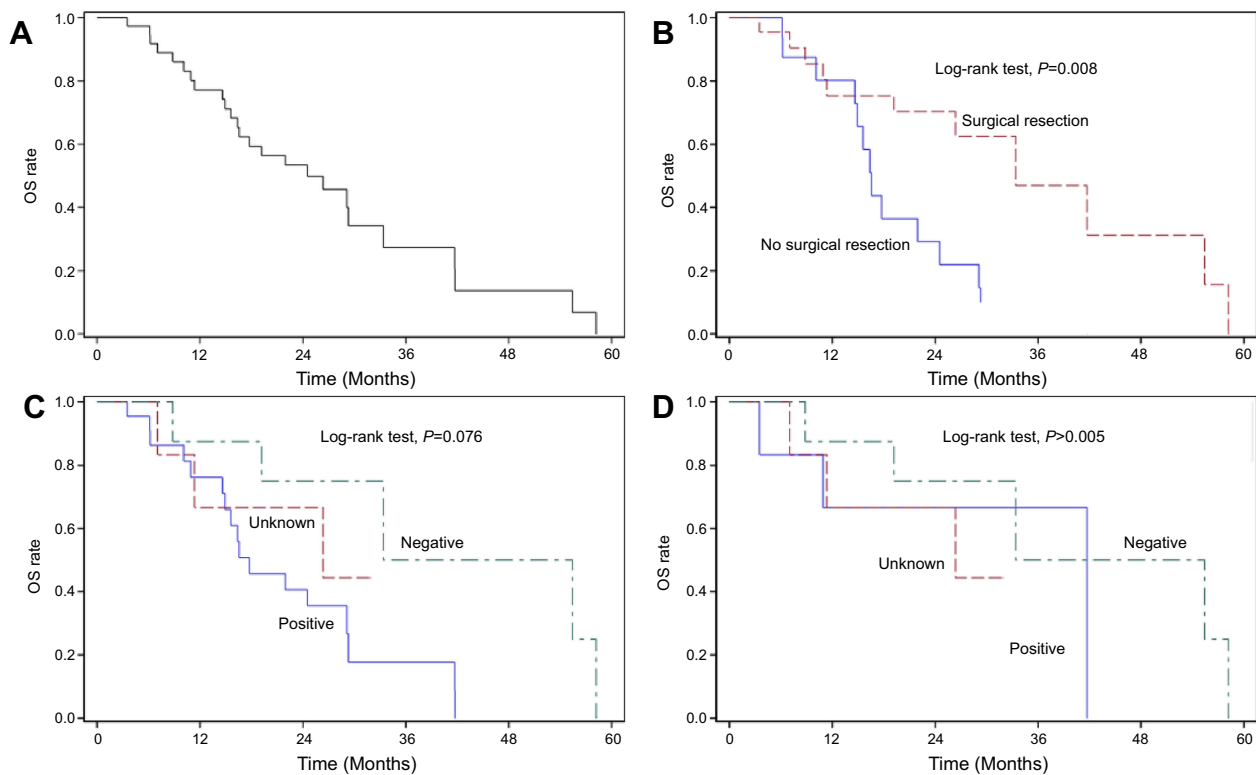 A
OS rate
1.0
0.8
0.6
0.4
0.2
0.0
0 12 24 36 48 60
Time (Months)
B
OS rate
1.0
0.8
0.6
0.4
0.2
0.0
Log-rank test, P=0.008
Surgical resection
No surgical resection
0 12 24 36 48 60
Time (Months)
C
OS rate
1.0
0.8
0.6
0.4
0.2
0.0
Log-rank test, P=0.076
Unknown
Negative
Positive
0 12 24 36 48 60
Time (Months)
D
OS rate
1.0
0.8
0.6
0.4
0.2
0.0
Log-rank test, P>0.005
Negative
Unknown
Positive
0 12 24 36 48 60
Time (Months)